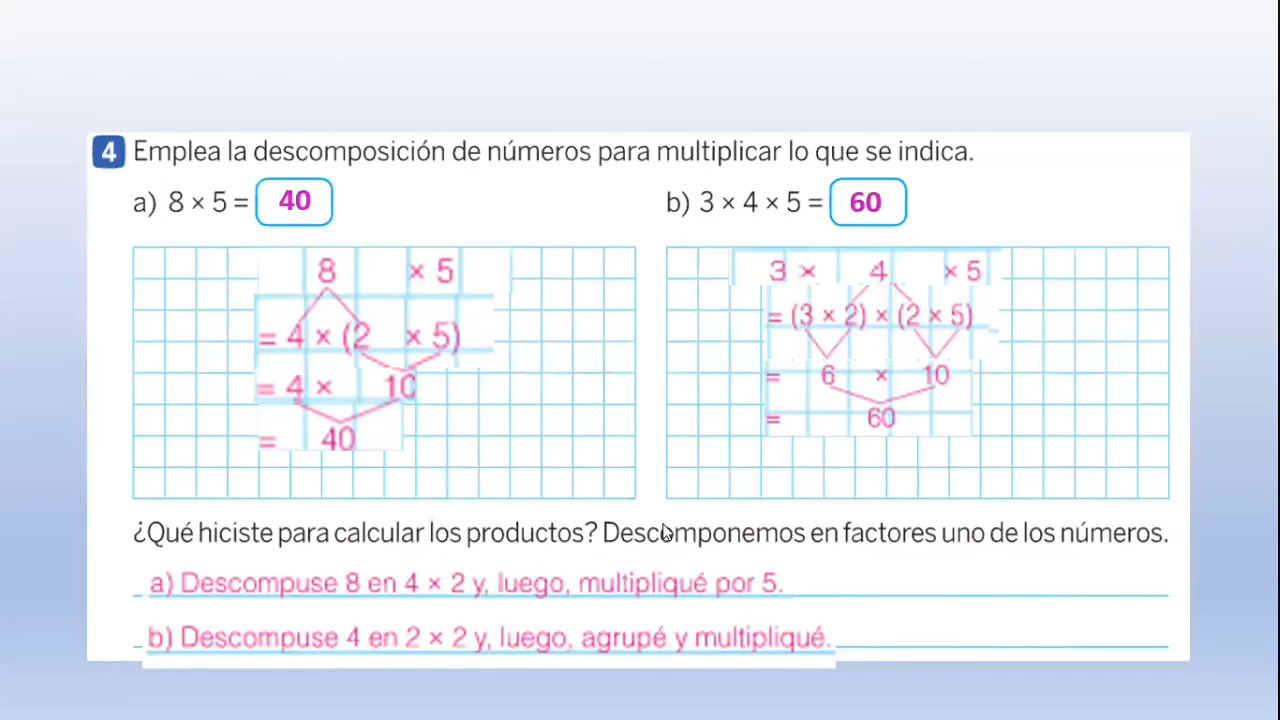 4 Emplea la descomposición de números para multiplicar lo que se indica.
a) 8 × 5 = 40
b) 3 × 4 × 5 = 60
8 × 5
= 4 × (2 × 5)
= 4 × 10
= 40
3 × 4 × 5
= (3 × 2) × (2 × 5)
= 6 × 10
= 60
¿Qué hiciste para calcular los productos? Descomponemos en factores uno de los números.
a) Descompuse 8 en 4 × 2 y, luego, multipliqué por 5.
b) Descompuse 4 en 2 × 2 y, luego, agrupé y multipliqué.